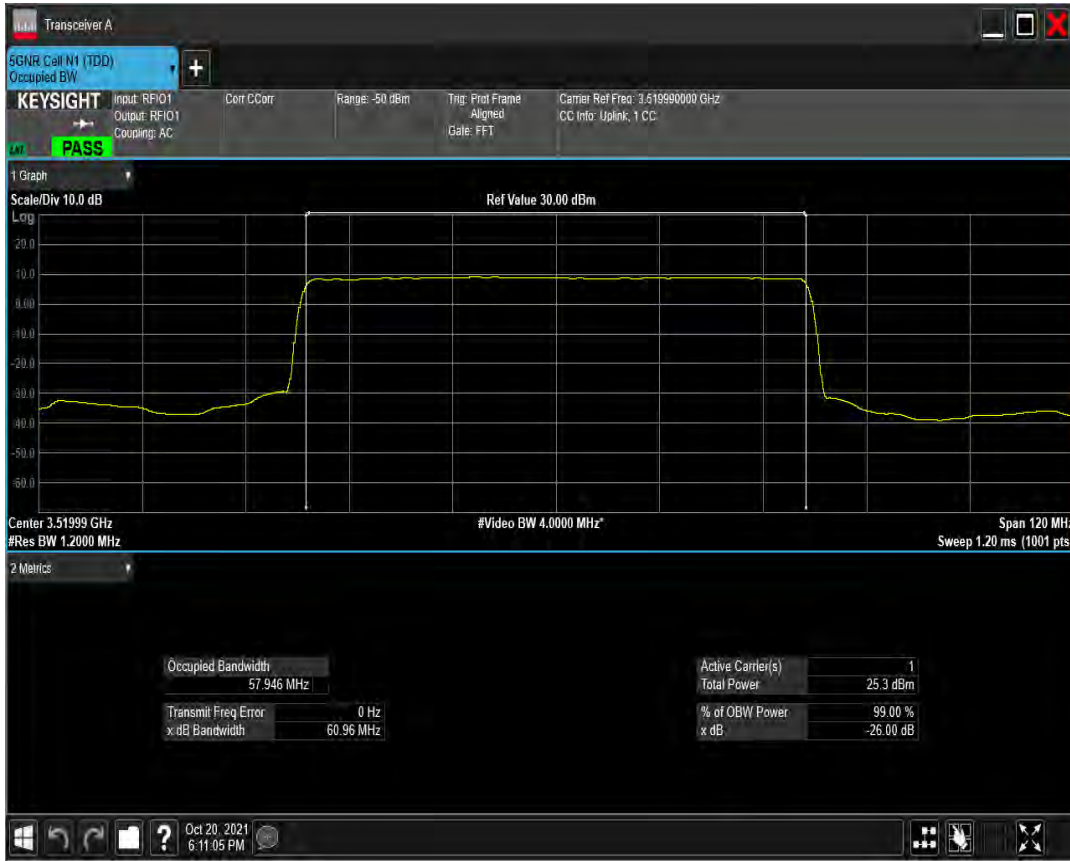 Transceiver A
5GNR Cell N1 (TDD)
Occupied BW
+
KEYSIGHT
Input: RFIO1
Output: RFIO1
Coupling: AC
Corr CCorr
Range: -50 dBm
Trig: Prot Frame
Aligned
Gate: FFT
Carrier Ref Freq: 3.519990000 GHz
CC Info: Uplink, 1 CC
PASS
1 Graph
Scale/Div 10.0 dB
Ref Value 30.00 dBm
Log
20.0
10.0
0.00
-10.0
-20.0
-30.0
-40.0
-50.0
-60.0
Center 3.51999 GHz
#Video BW 4.0000 MHz*
Span 120 MHz
#Res BW 1.2000 MHz
Sweep 1.20 ms (1001 pts
2 Metrics
Occupied Bandwidth
57.946 MHz
Transmit Freq Error 0 Hz
x dB Bandwidth 60.96 MHz
Active Carrier(s) 1
Total Power 25.3 dBm
% of OBW Power 99.00 %
x dB -26.00 dB
?
Oct 20, 2021
6:11:05 PM